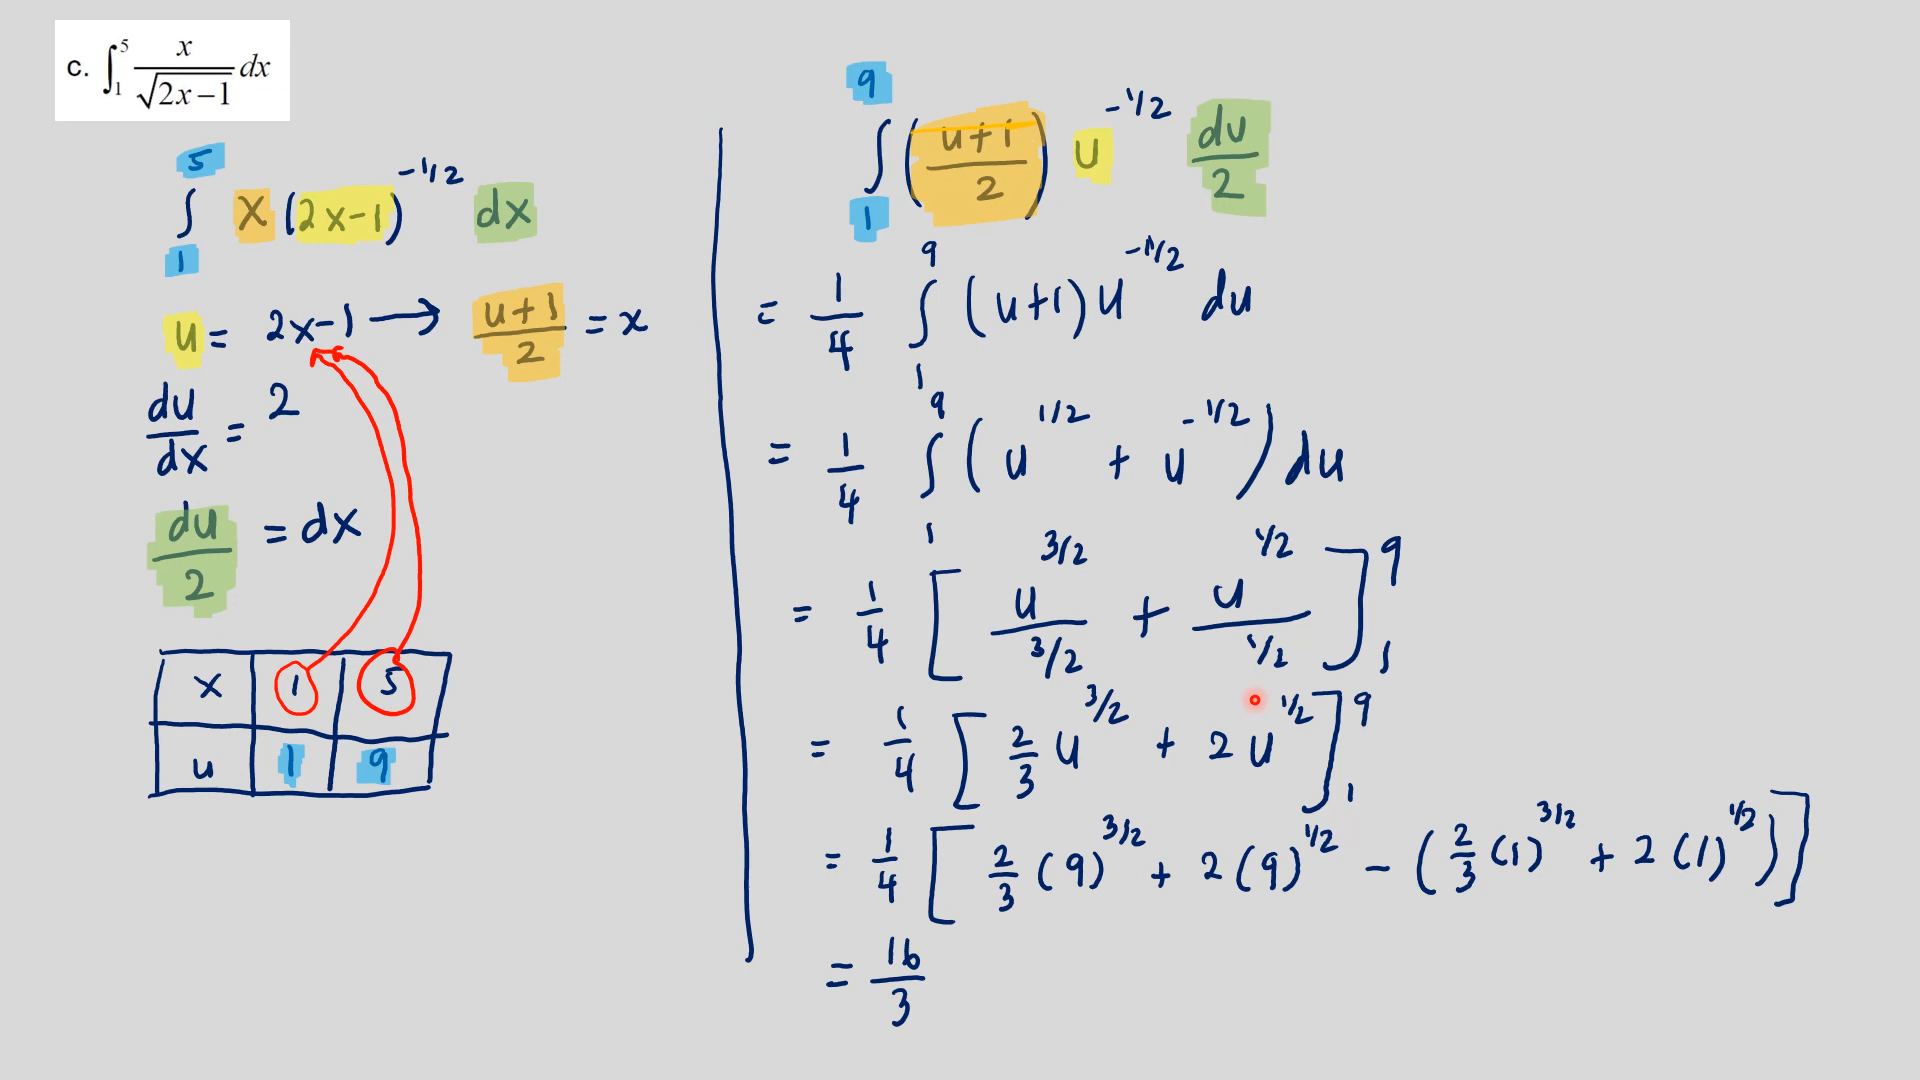 c. ∫₁⁵ x/√(2x−1) dx
∫₁⁵ x (2x-1)^(-1/2) dx
u = 2x-1 → (u+1)/2 = x
du/dx = 2
du/2 = dx
x 1 5
u 1 9
∫₁⁹ ((u+1)/2) u^(-1/2) du/2
= 1/4 ∫₁⁹ (u+1) u^(-1/2) du
= 1/4 ∫₁⁹ (u^(1/2) + u^(-1/2)) du
= 1/4 [ u^(3/2)/(3/2) + u^(1/2)/(1/2) ]₁⁹
= 1/4 [ 2/3 u^(3/2) + 2 u^(1/2) ]₁⁹
= 1/4 [ 2/3 (9)^(3/2) + 2 (9)^(1/2) - ( 2/3 (1)^(3/2) + 2 (1)^(1/2) ) ]
= 16/3